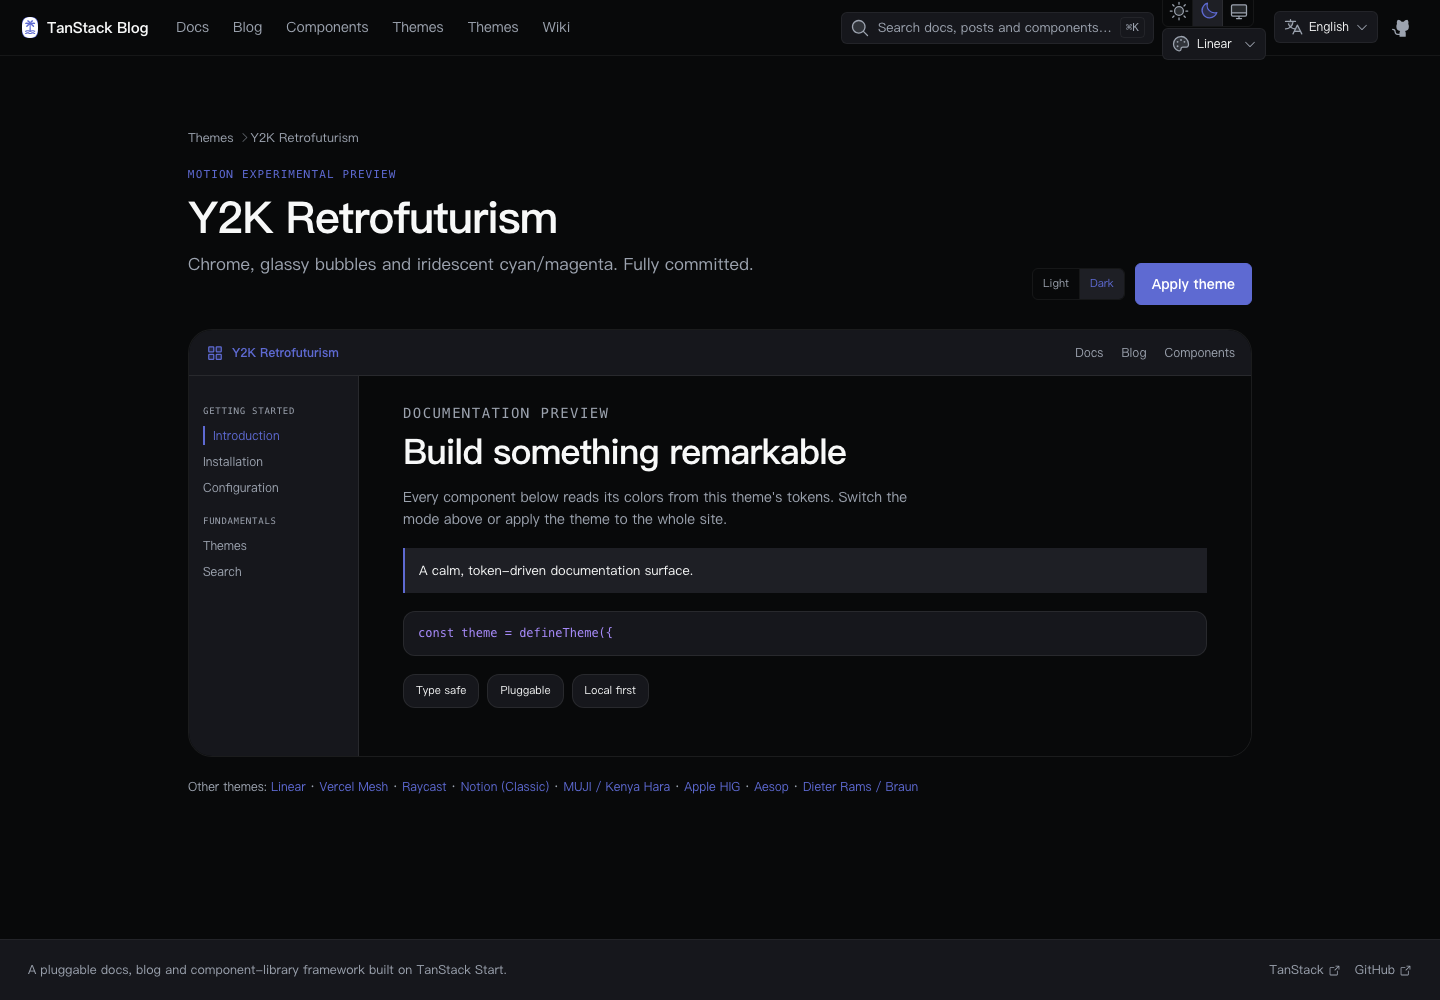 TanStack Blog
Docs
Blog
Components
Themes
Themes
Wiki
Search docs, posts and components...
⌘K
Linear
English
Themes
Y2K Retrofuturism
MOTION EXPERIMENTAL PREVIEW
Y2K Retrofuturism
Chrome, glassy bubbles and iridescent cyan/magenta. Fully committed.
Light
Dark
Apply theme
Y2K Retrofuturism
Docs
Blog
Components
GETTING STARTED
Introduction
Installation
Configuration
FUNDAMENTALS
Themes
Search
DOCUMENTATION PREVIEW
Build something remarkable
Every component below reads its colors from this theme's tokens. Switch the
mode above or apply the theme to the whole site.
A calm, token-driven documentation surface.
const theme = defineTheme({
Type safe
Pluggable
Local first
Other themes: Linear · Vercel Mesh · Raycast · Notion (Classic) · MUJI / Kenya Hara · Apple HIG · Aesop · Dieter Rams / Braun
A pluggable docs, blog and component-library framework built on TanStack Start.
TanStack
GitHub